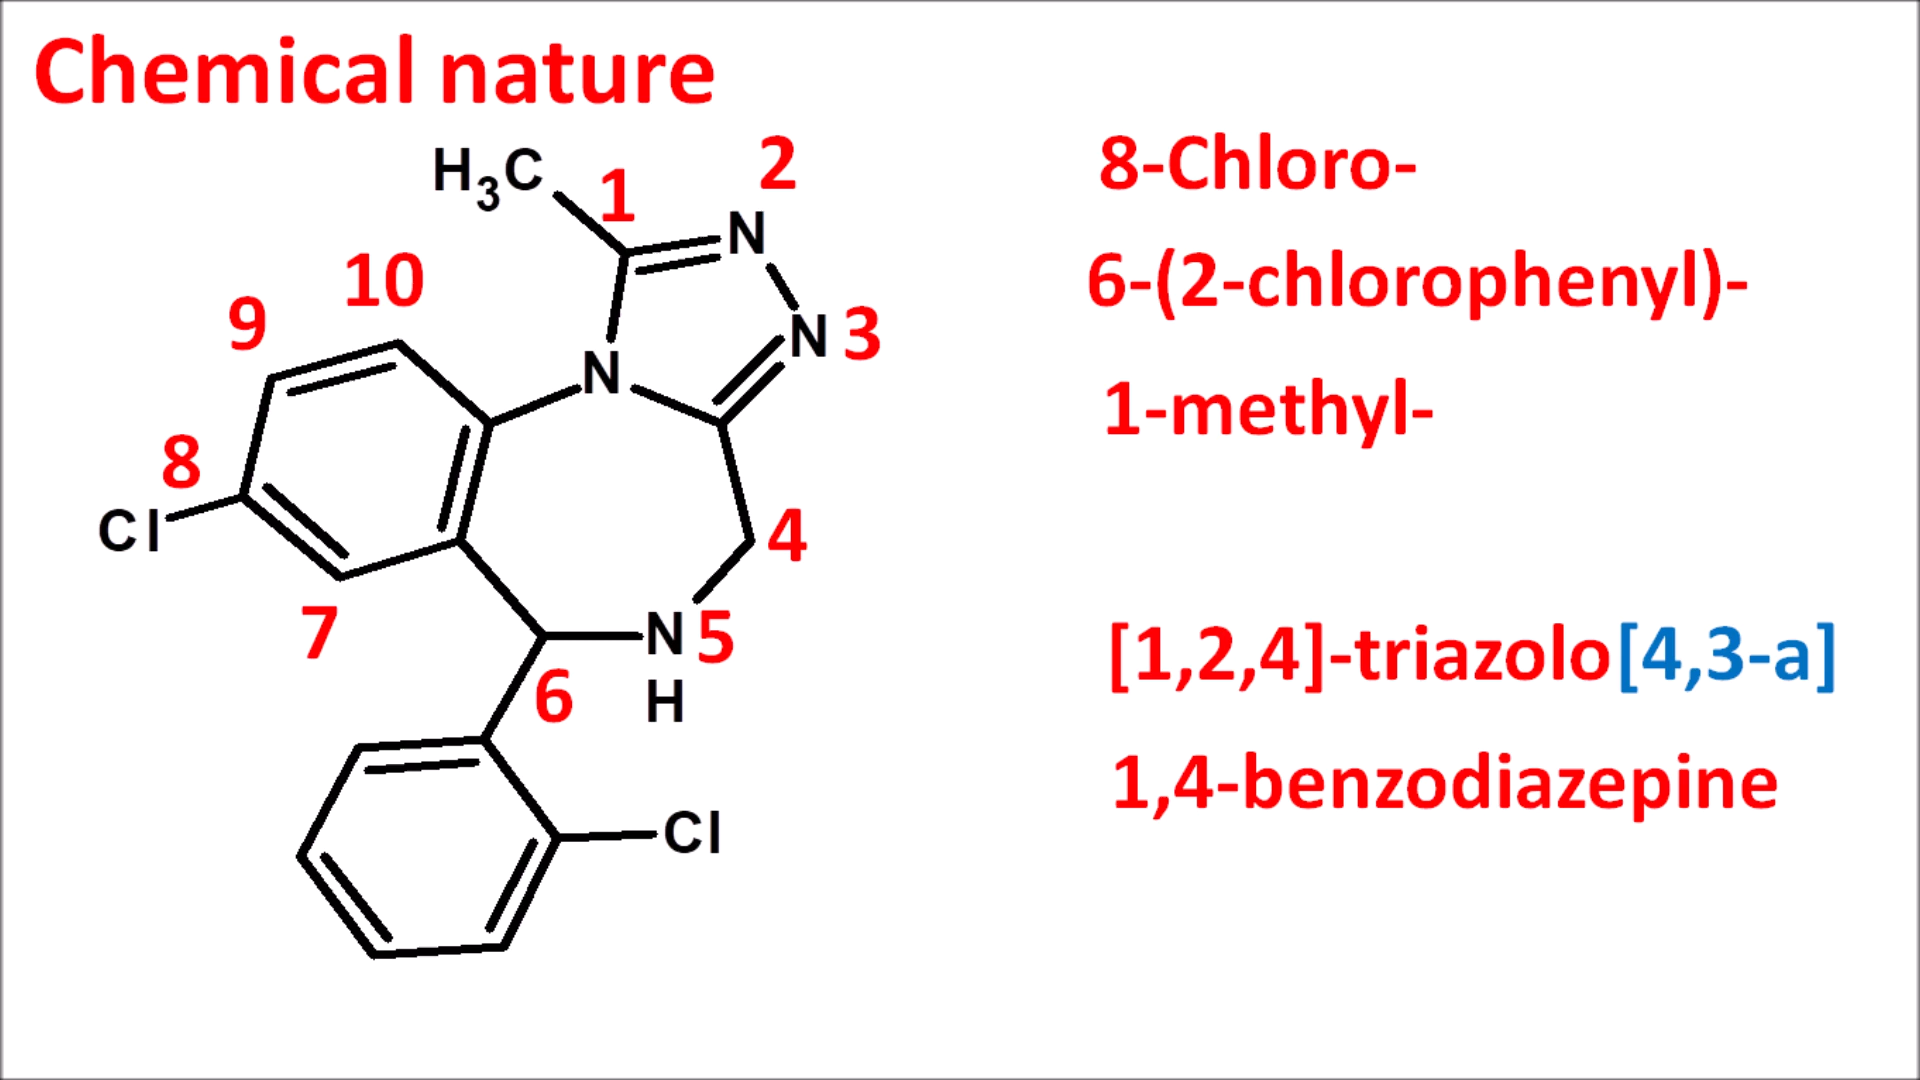 Chemical nature
H3C
1
2
N
10
9
N 3
N
8
Cl
4
7
N 5
H
6
Cl
8-Chloro-
6-(2-chlorophenyl)-
1-methyl-
[1,2,4]-triazolo[4,3-a]
1,4-benzodiazepine